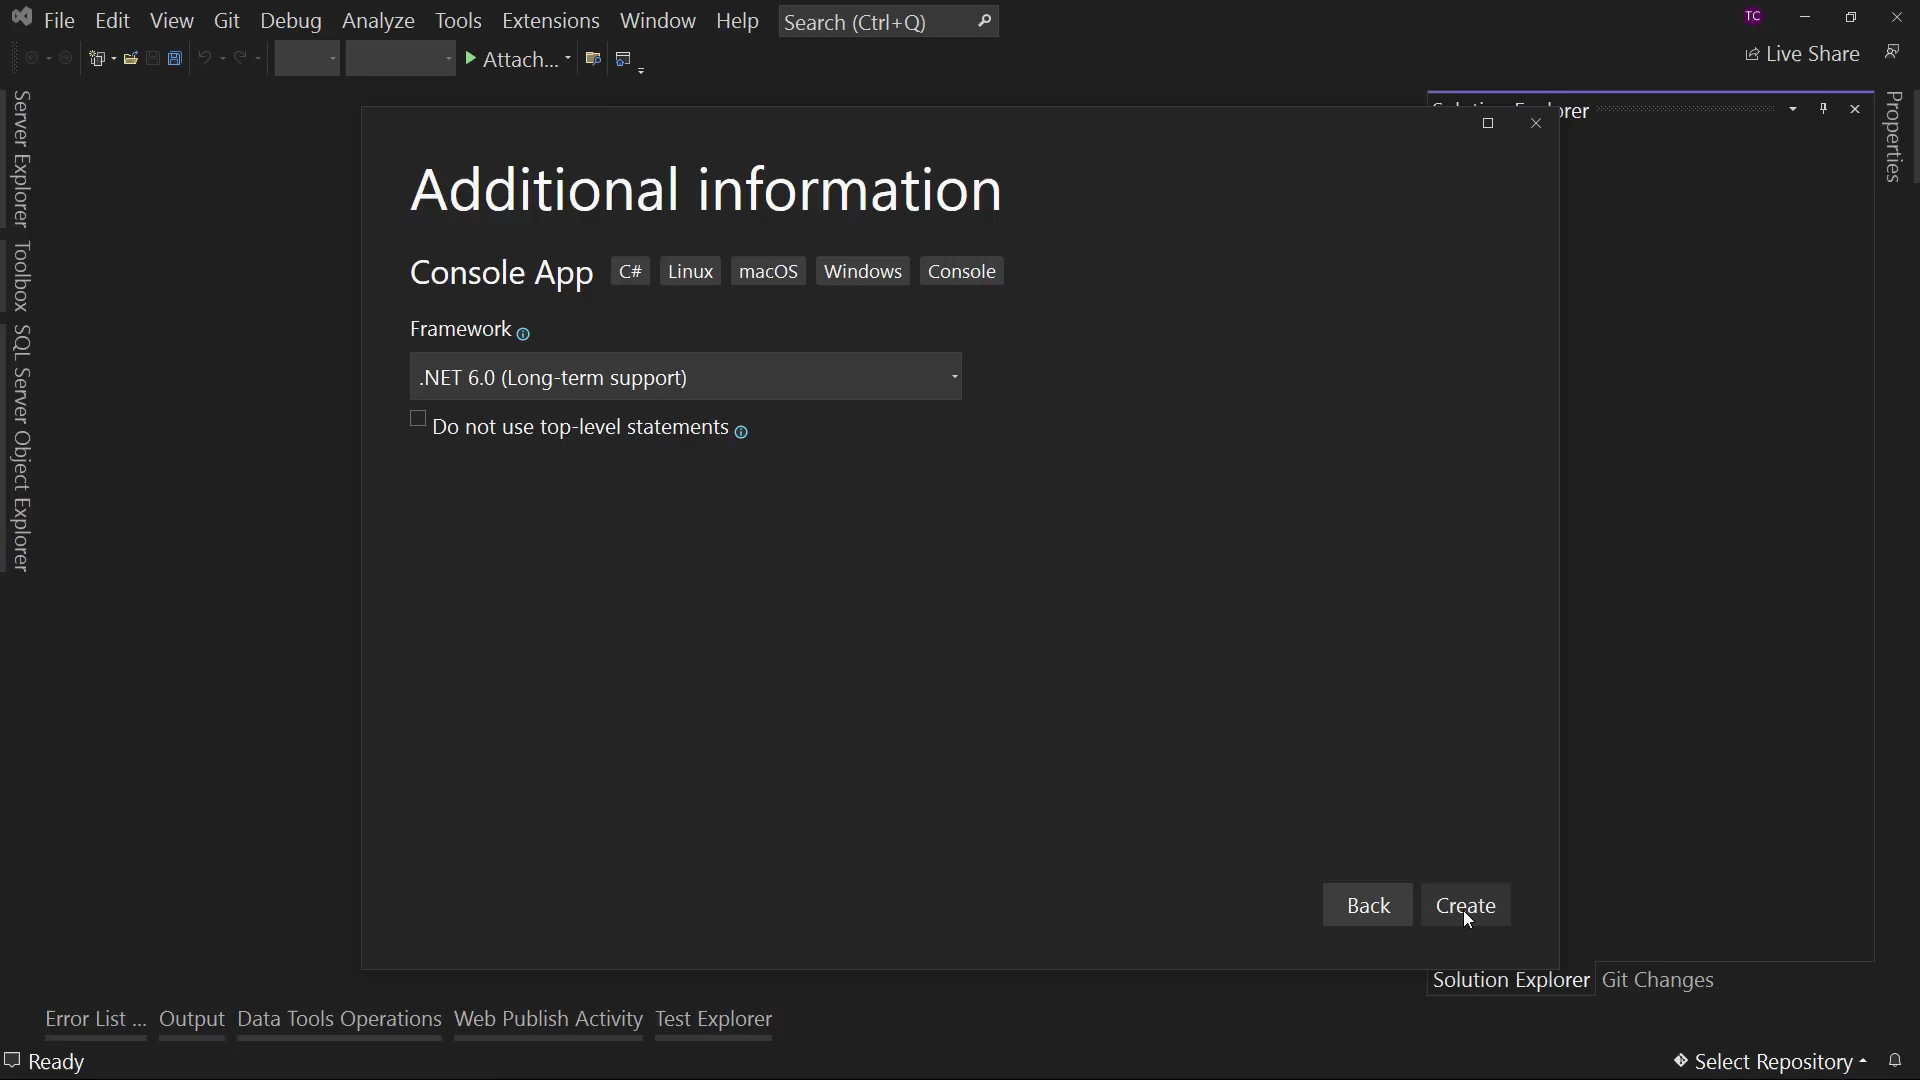 File Edit View Git Debug Analyze Tools Extensions Window Help Search (Ctrl+Q) TC
Attach... Live Share
Server Explorer
Toolbox
SQL Server Object Explorer
Solution Explorer
Properties
Additional information
Console App C# Linux macOS Windows Console
Framework
.NET 6.0 (Long-term support)
Do not use top-level statements
Back Create
Solution Explorer Git Changes
Error List ... Output Data Tools Operations Web Publish Activity Test Explorer
Ready Select Repository